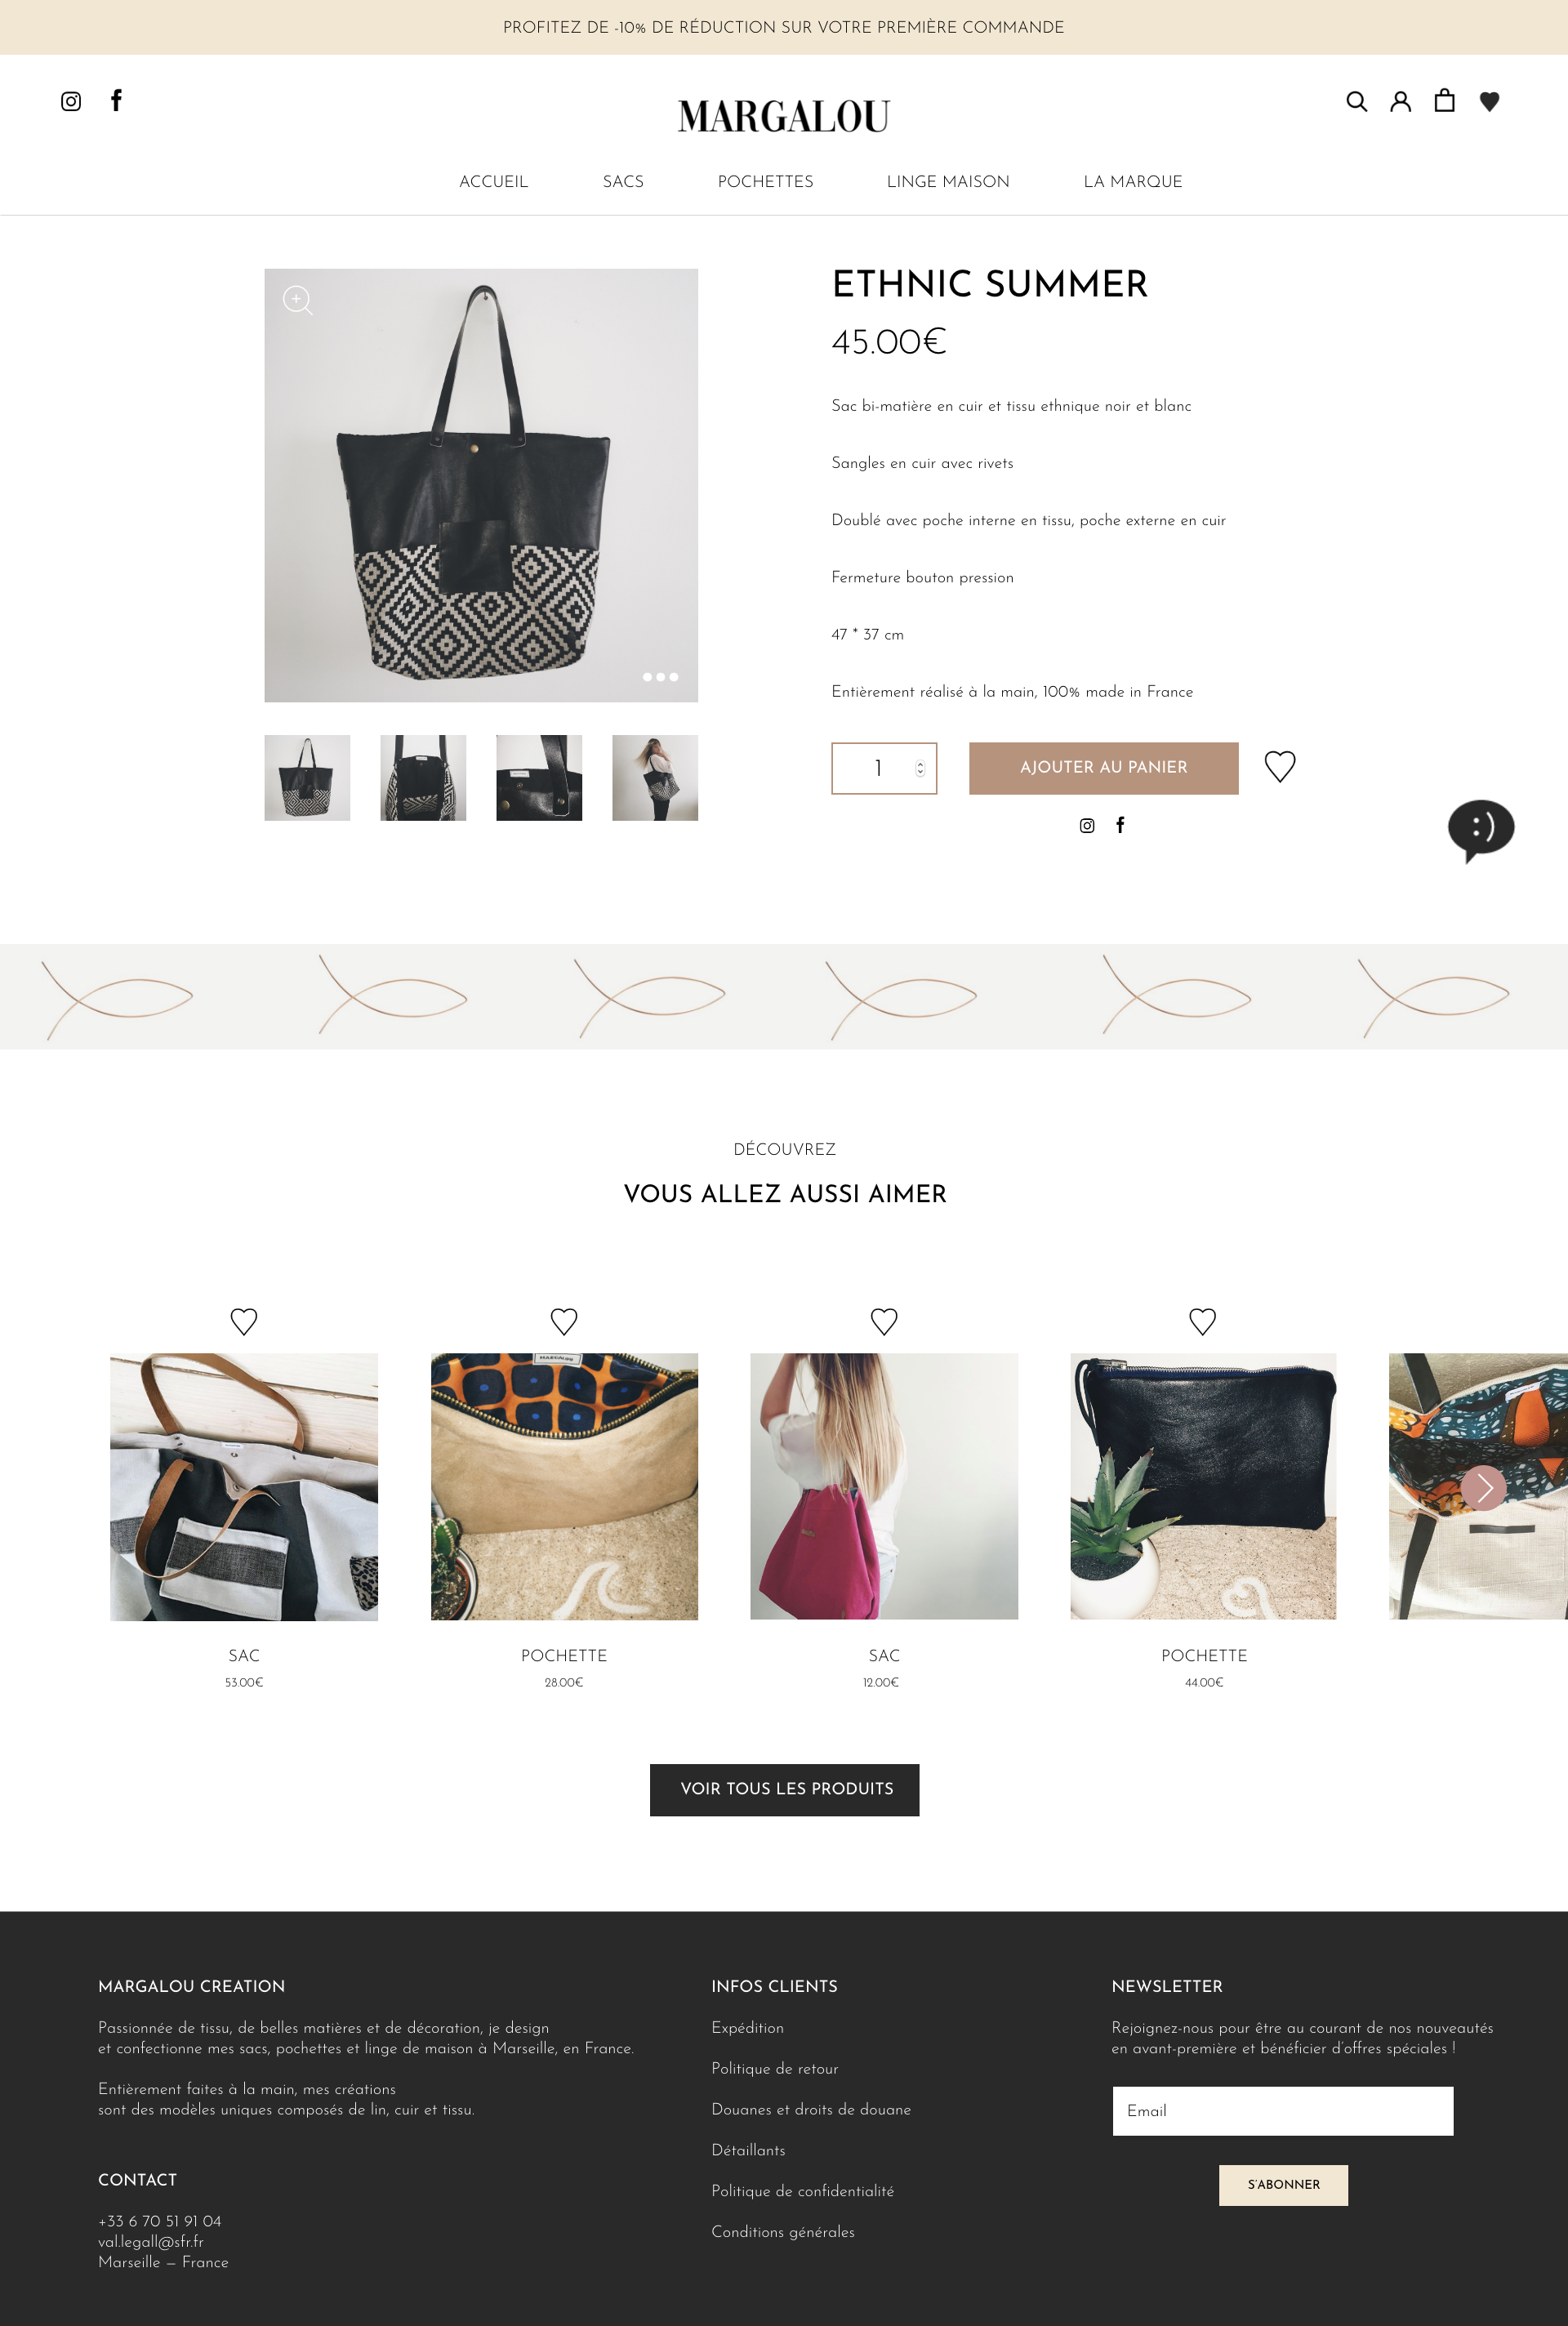 PROFITEZ DE -10% DE RÉDUCTION SUR VOTRE PREMIÈRE COMMANDE
MARGALOU
ACCUEIL
SACS
POCHETTES
LINGE MAISON
LA MARQUE
ETHNIC SUMMER
45.00€
Sac bi-matière en cuir et tissu ethnique noir et blanc
Sangles en cuir avec rivets
Doublé avec poche interne en tissu, poche externe en cuir
Fermeture bouton pression
47 * 37 cm
Entièrement réalisé à la main, 100% made in France
1
AJOUTER AU PANIER
:)
DÉCOUVREZ
VOUS ALLEZ AUSSI AIMER
MARGALOU
SAC
53.00€
POCHETTE
28.00€
SAC
12.00€
POCHETTE
44.00€
VOIR TOUS LES PRODUITS
MARGALOU CREATION
Passionnée de tissu, de belles matières et de décoration, je design
et confectionne mes sacs, pochettes et linge de maison à Marseille, en France.
Entièrement faites à la main, mes créations
sont des modèles uniques composés de lin, cuir et tissu.
CONTACT
+33 6 70 51 91 04
val.legall@sfr.fr
Marseille – France
INFOS CLIENTS
Expédition
Politique de retour
Douanes et droits de douane
Détaillants
Politique de confidentialité
Conditions générales
NEWSLETTER
Rejoignez-nous pour être au courant de nos nouveautés
en avant-première et bénéficier d'offres spéciales !
Email
S'ABONNER